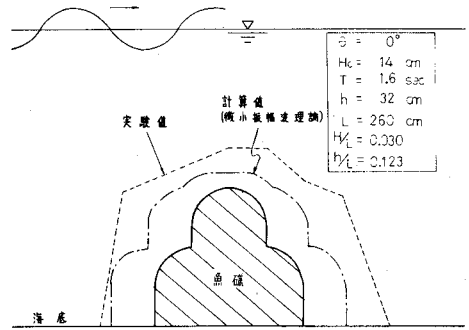 θ = 0°
Hc = 14 cm
T = 1.6 sec
h = 32 cm
L = 260 cm
H/L = 0.030
h/L = 0.123
計算値
(微小振幅波理論)
実験値
魚礁
海底